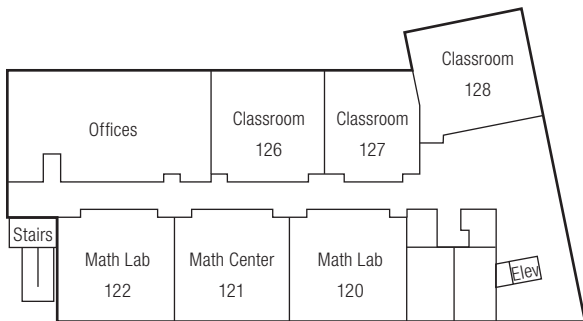 Classroom
128
Offices
Classroom
126
Classroom
127
Stairs
Math Lab
122
Math Center
121
Math Lab
120
Elev